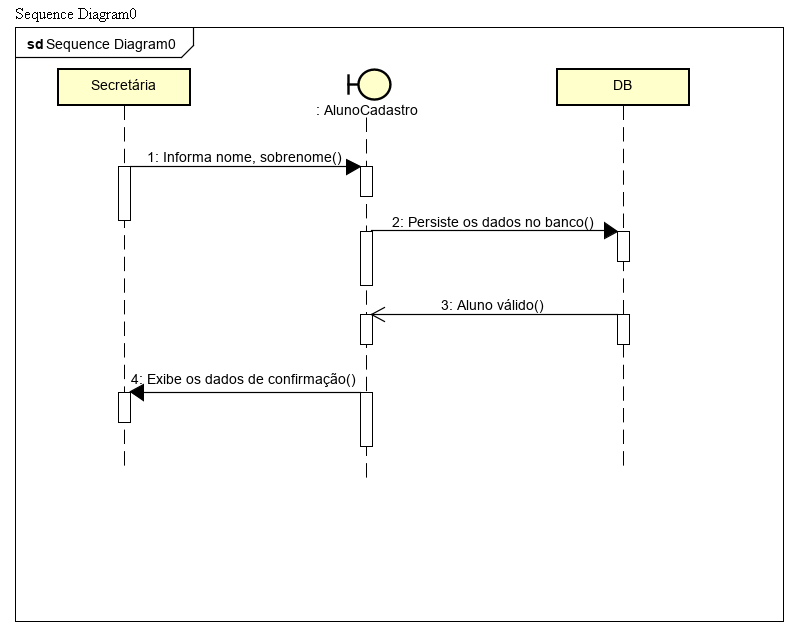 Sequence Diagram0
sd Sequence Diagram0
Secretária
: AlunoCadastro
DB
1: Informa nome, sobrenome()
2: Persiste os dados no banco()
3: Aluno válido()
4: Exibe os dados de confirmação()